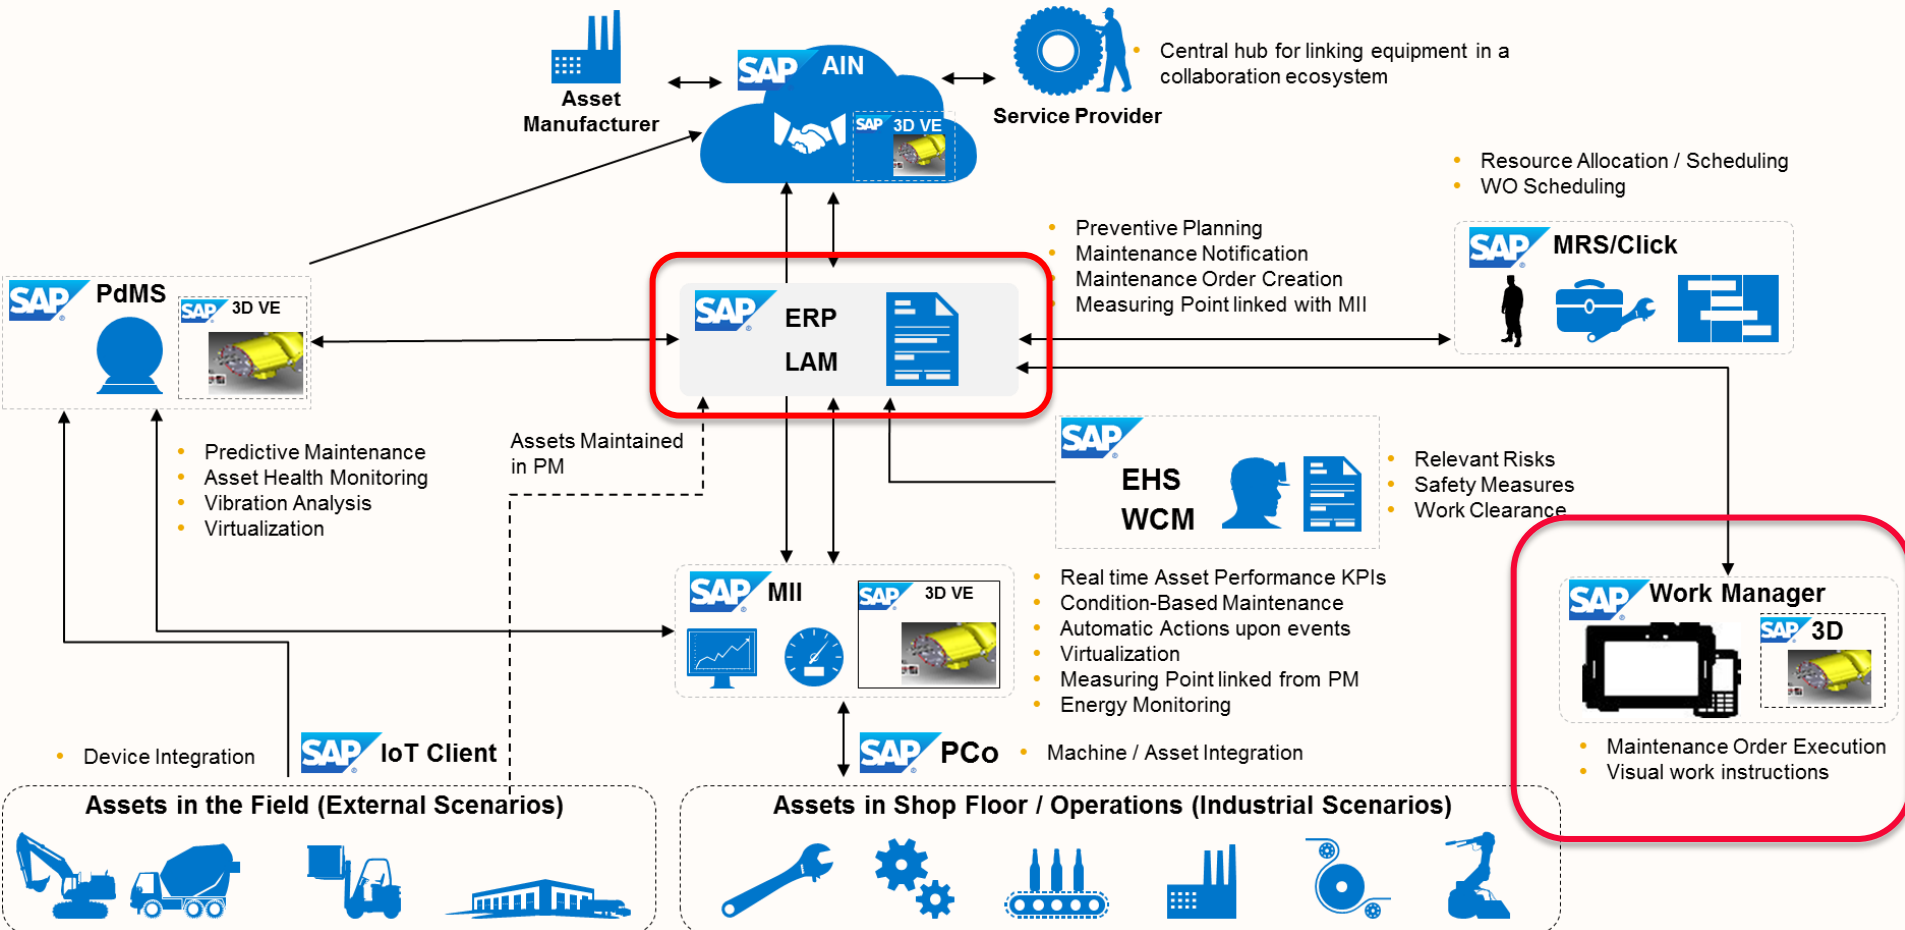 SAP AIN
Asset
Manufacturer
SAP 3D VE
Service Provider
• Central hub for linking equipment in a
collaboration ecosystem
• Resource Allocation / Scheduling
• WO Scheduling
SAP® MRS/Click
• Preventive Planning
• Maintenance Notification
• Maintenance Order Creation
• Measuring Point linked with MII
SAP® PdMS
SAP 3D VE
SAP®
ERP
LAM
• Predictive Maintenance
• Asset Health Monitoring
• Vibration Analysis
• Virtualization
Assets Maintained
in PM
SAP®
EHS
WCM
• Relevant Risks
• Safety Measures
• Work Clearance
SAP® MII
SAP 3D VE
• Real time Asset Performance KPIs
• Condition-Based Maintenance
• Automatic Actions upon events
• Virtualization
• Measuring Point linked from PM
• Energy Monitoring
SAP® Work Manager
SAP 3D
• Maintenance Order Execution
• Visual work instructions
• Device Integration
SAP® IoT Client
SAP® PCo
• Machine / Asset Integration
Assets in the Field (External Scenarios)
Assets in Shop Floor / Operations (Industrial Scenarios)